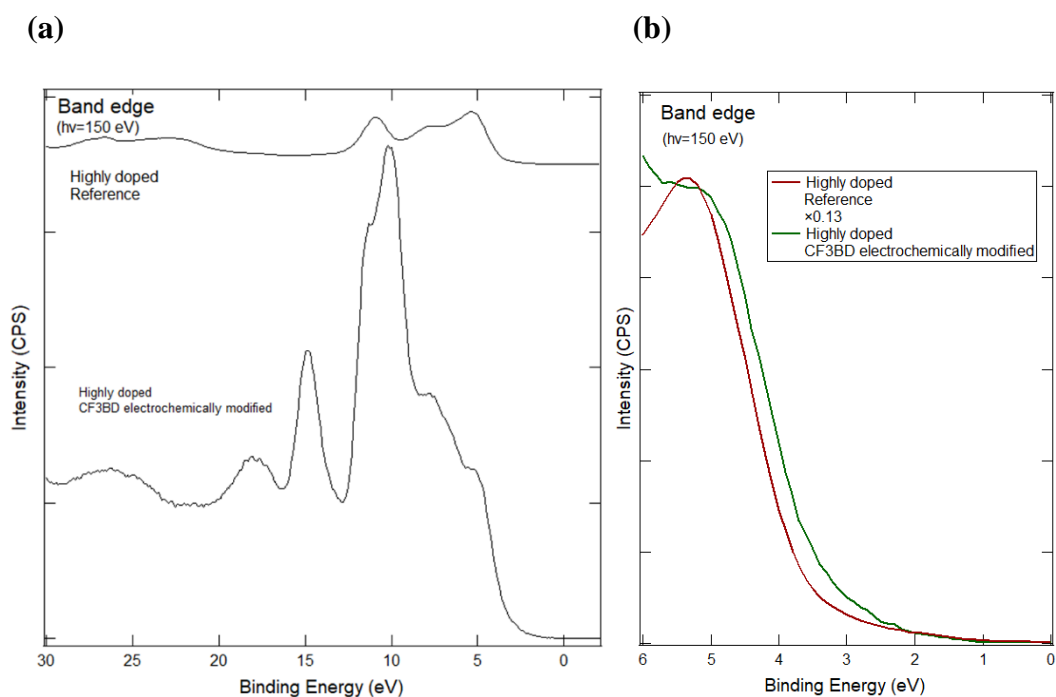 (a)
Band edge
(hv=150 eV)
Highly doped
Reference
Highly doped
CF3BD electrochemically modified
Intensity (CPS)
30
25
20
15
10
5
0
Binding Energy (eV)
(b)
Band edge
(hv=150 eV)
Highly doped
Reference
×0.13
Highly doped
CF3BD electrochemically modified
Intensity (CPS)
6
5
4
3
2
1
0
Binding Energy (eV)